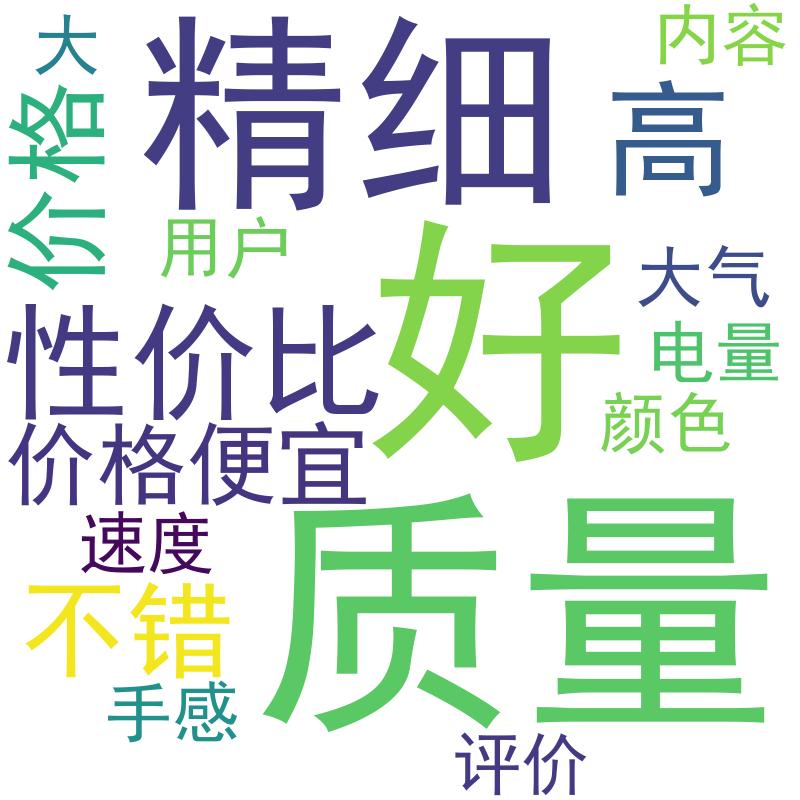 大
精细
内容
高
价格
用户
好
大气
性价比
电量
颜色
价格便宜
质量
速度
不错
手感
评价